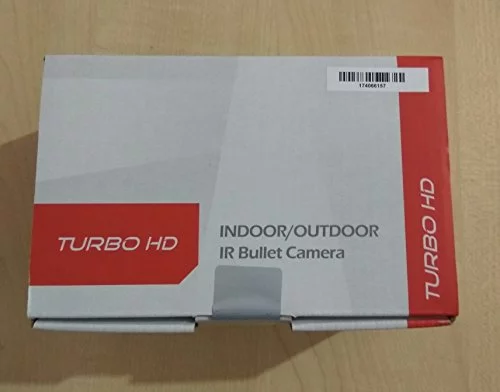 174066157
TURBO HD
INDOOR/OUTDOOR
IR Bullet Camera
TURBO HD